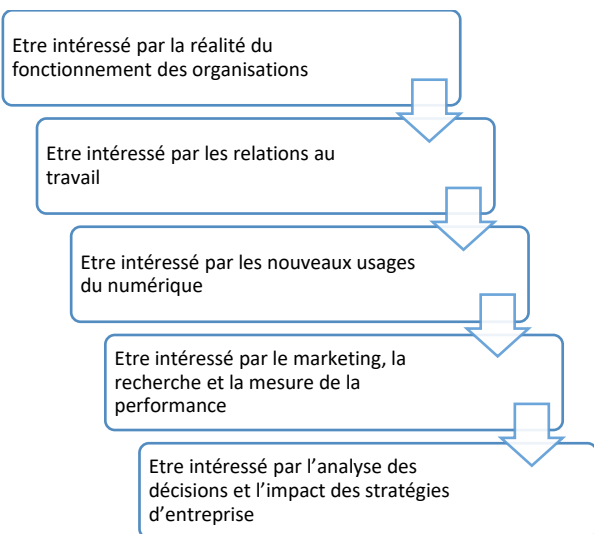 Etre intéressé par la réalité du
fonctionnement des organisations
Etre intéressé par les relations au
travail
Etre intéressé par les nouveaux usages
du numérique
Etre intéressé par le marketing, la
recherche et la mesure de la
performance
Etre intéressé par l’analyse des
décisions et l’impact des stratégies
d’entreprise